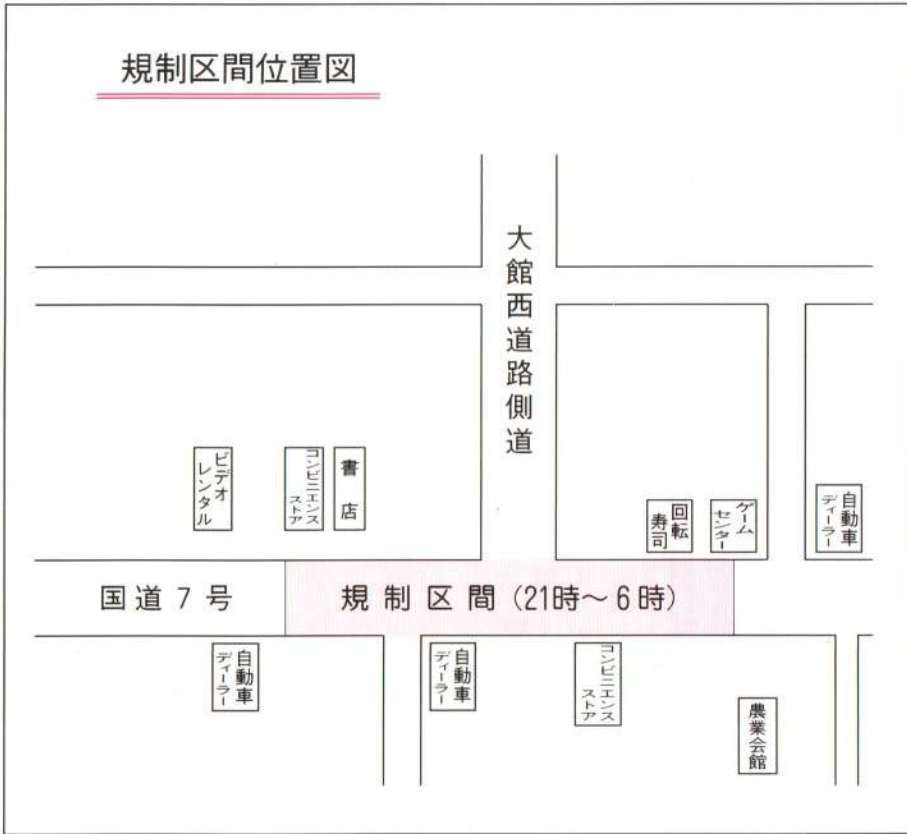 規制区間位置図
大館西道路側道
ビデオ
レンタル
コンビニエンス
ストア
書店
回転
寿司
ゲーム
センター
自動車
ディーラー
国道7号
規制区間(21時〜6時)
自動車
ディーラー
自動車
ディーラー
コンビニエンス
ストア
農業会館